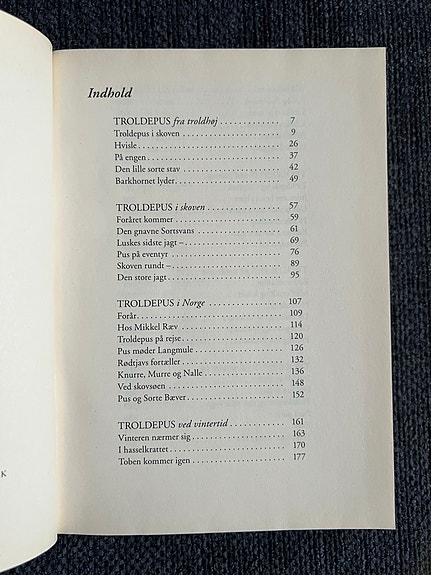 Indhold
TROLDEPUS fra troldhøj . . . . . . . . . . . . 7
Troldepus i skoven . . . . . . . . . . . . . . . . . . . 9
Hvisle . . . . . . . . . . . . . . . . . . . . . . . . . . . 26
På engen . . . . . . . . . . . . . . . . . . . . . . . . . 37
Den lille sorte stav . . . . . . . . . . . . . . . . . . 42
Barkhornet lyder . . . . . . . . . . . . . . . . . . . . 49
TROLDEPUS i skoven . . . . . . . . . . . . . . . . 57
Foråret kommer . . . . . . . . . . . . . . . . . . . . 59
Den gnavne Sortsvans . . . . . . . . . . . . . . . . 61
Luskes sidste jagt – . . . . . . . . . . . . . . . . . . 69
Pus på eventyr . . . . . . . . . . . . . . . . . . . . . 76
Skoven rundt – . . . . . . . . . . . . . . . . . . . . . 89
Den store jagt . . . . . . . . . . . . . . . . . . . . . . 95
TROLDEPUS i Norge . . . . . . . . . . . . . . . . 107
Forår . . . . . . . . . . . . . . . . . . . . . . . . . . . . 109
Hos Mikkel Ræv . . . . . . . . . . . . . . . . . . . . 114
Troldepus på rejse . . . . . . . . . . . . . . . . . . . 120
Pus møder Langmule . . . . . . . . . . . . . . . . . 126
Rødtjavs fortæller . . . . . . . . . . . . . . . . . . . 132
Knurre, Murre og Nalle . . . . . . . . . . . . . . . 136
Ved skovsøen . . . . . . . . . . . . . . . . . . . . . . 148
Pus og Sorte Bæver . . . . . . . . . . . . . . . . . . 152
TROLDEPUS ved vintertid . . . . . . . . . . . . . 161
Vinteren nærmer sig . . . . . . . . . . . . . . . . . . 163
I hasselkrattet . . . . . . . . . . . . . . . . . . . . . . 170
Toben kommer igen . . . . . . . . . . . . . . . . . . 177
K